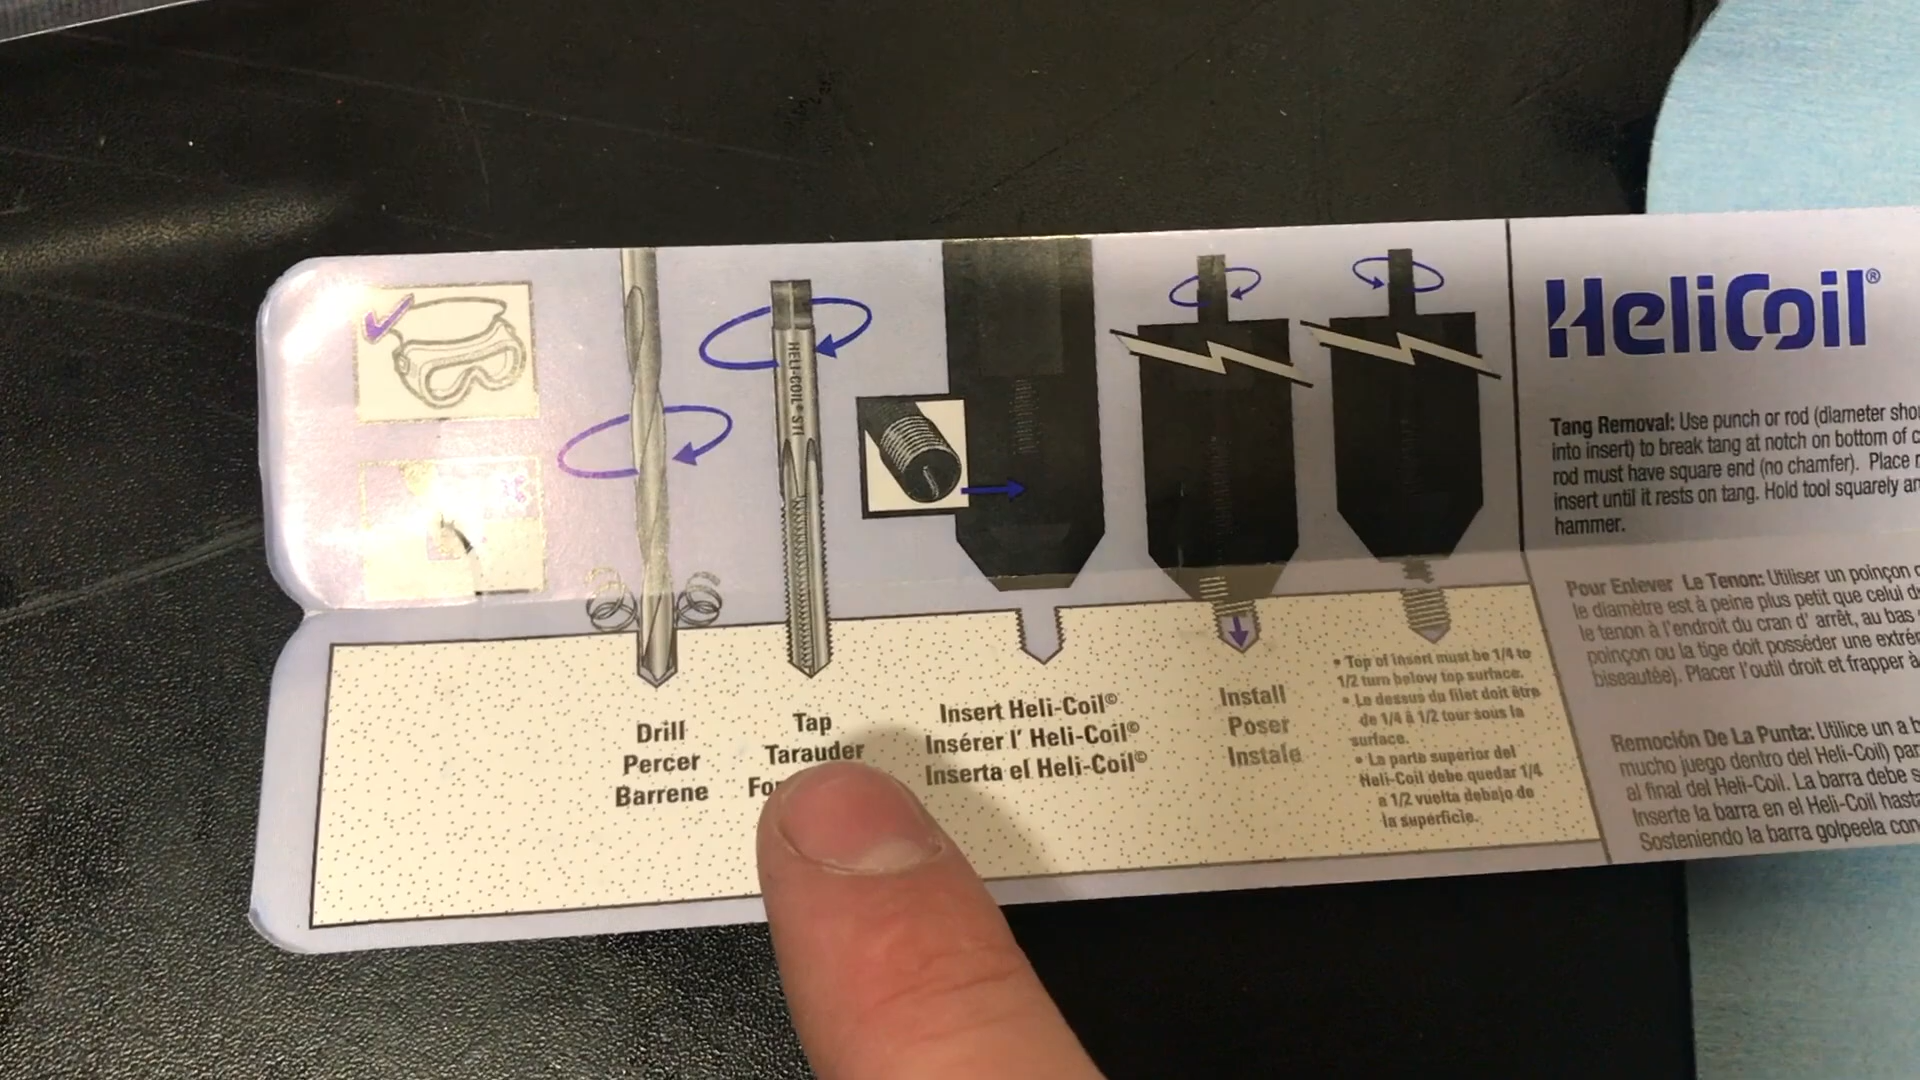 HELI-COIL® STI
Drill
Percer
Barrene
Tap
Tarauder
Insert Heli-Coil©
Insérer l' Heli-Coil©
Inserta el Heli-Coil©
Install
Poser
Instale
• Top of insert must be 1/4 to
1/2 turn below top surface.
• Le dessus du filet doit être
de 1/4 à 1/2 tour sous la
surface.
• La parte superior del
Heli-Coil debe quedar 1/4
a 1/2 vuelta debajo de
la superficie.
HeliCoil®
Tang Removal: Use punch or rod (diameter
into insert) to break tang at notch on bottom of
rod must have square end (no chamfer). Place
insert until it rests on tang. Hold tool squarely
hammer.
Pour Enlever Le Tenon: Utiliser un poinçon
le diamètre est à peine plus petit que celui
le tenon à l'endroit du cran d' arrêt, au bas
poinçon ou la tige doit posséder une
biseautée). Placer l'outil droit et frapper à
Remoción De La Punta: Utilice un a
mucho juego dentro del Heli-Coil)
al final del Heli-Coil. La barra debe
Inserte la barra en el Heli-Coil
Sosteniendo la barra golpeela con